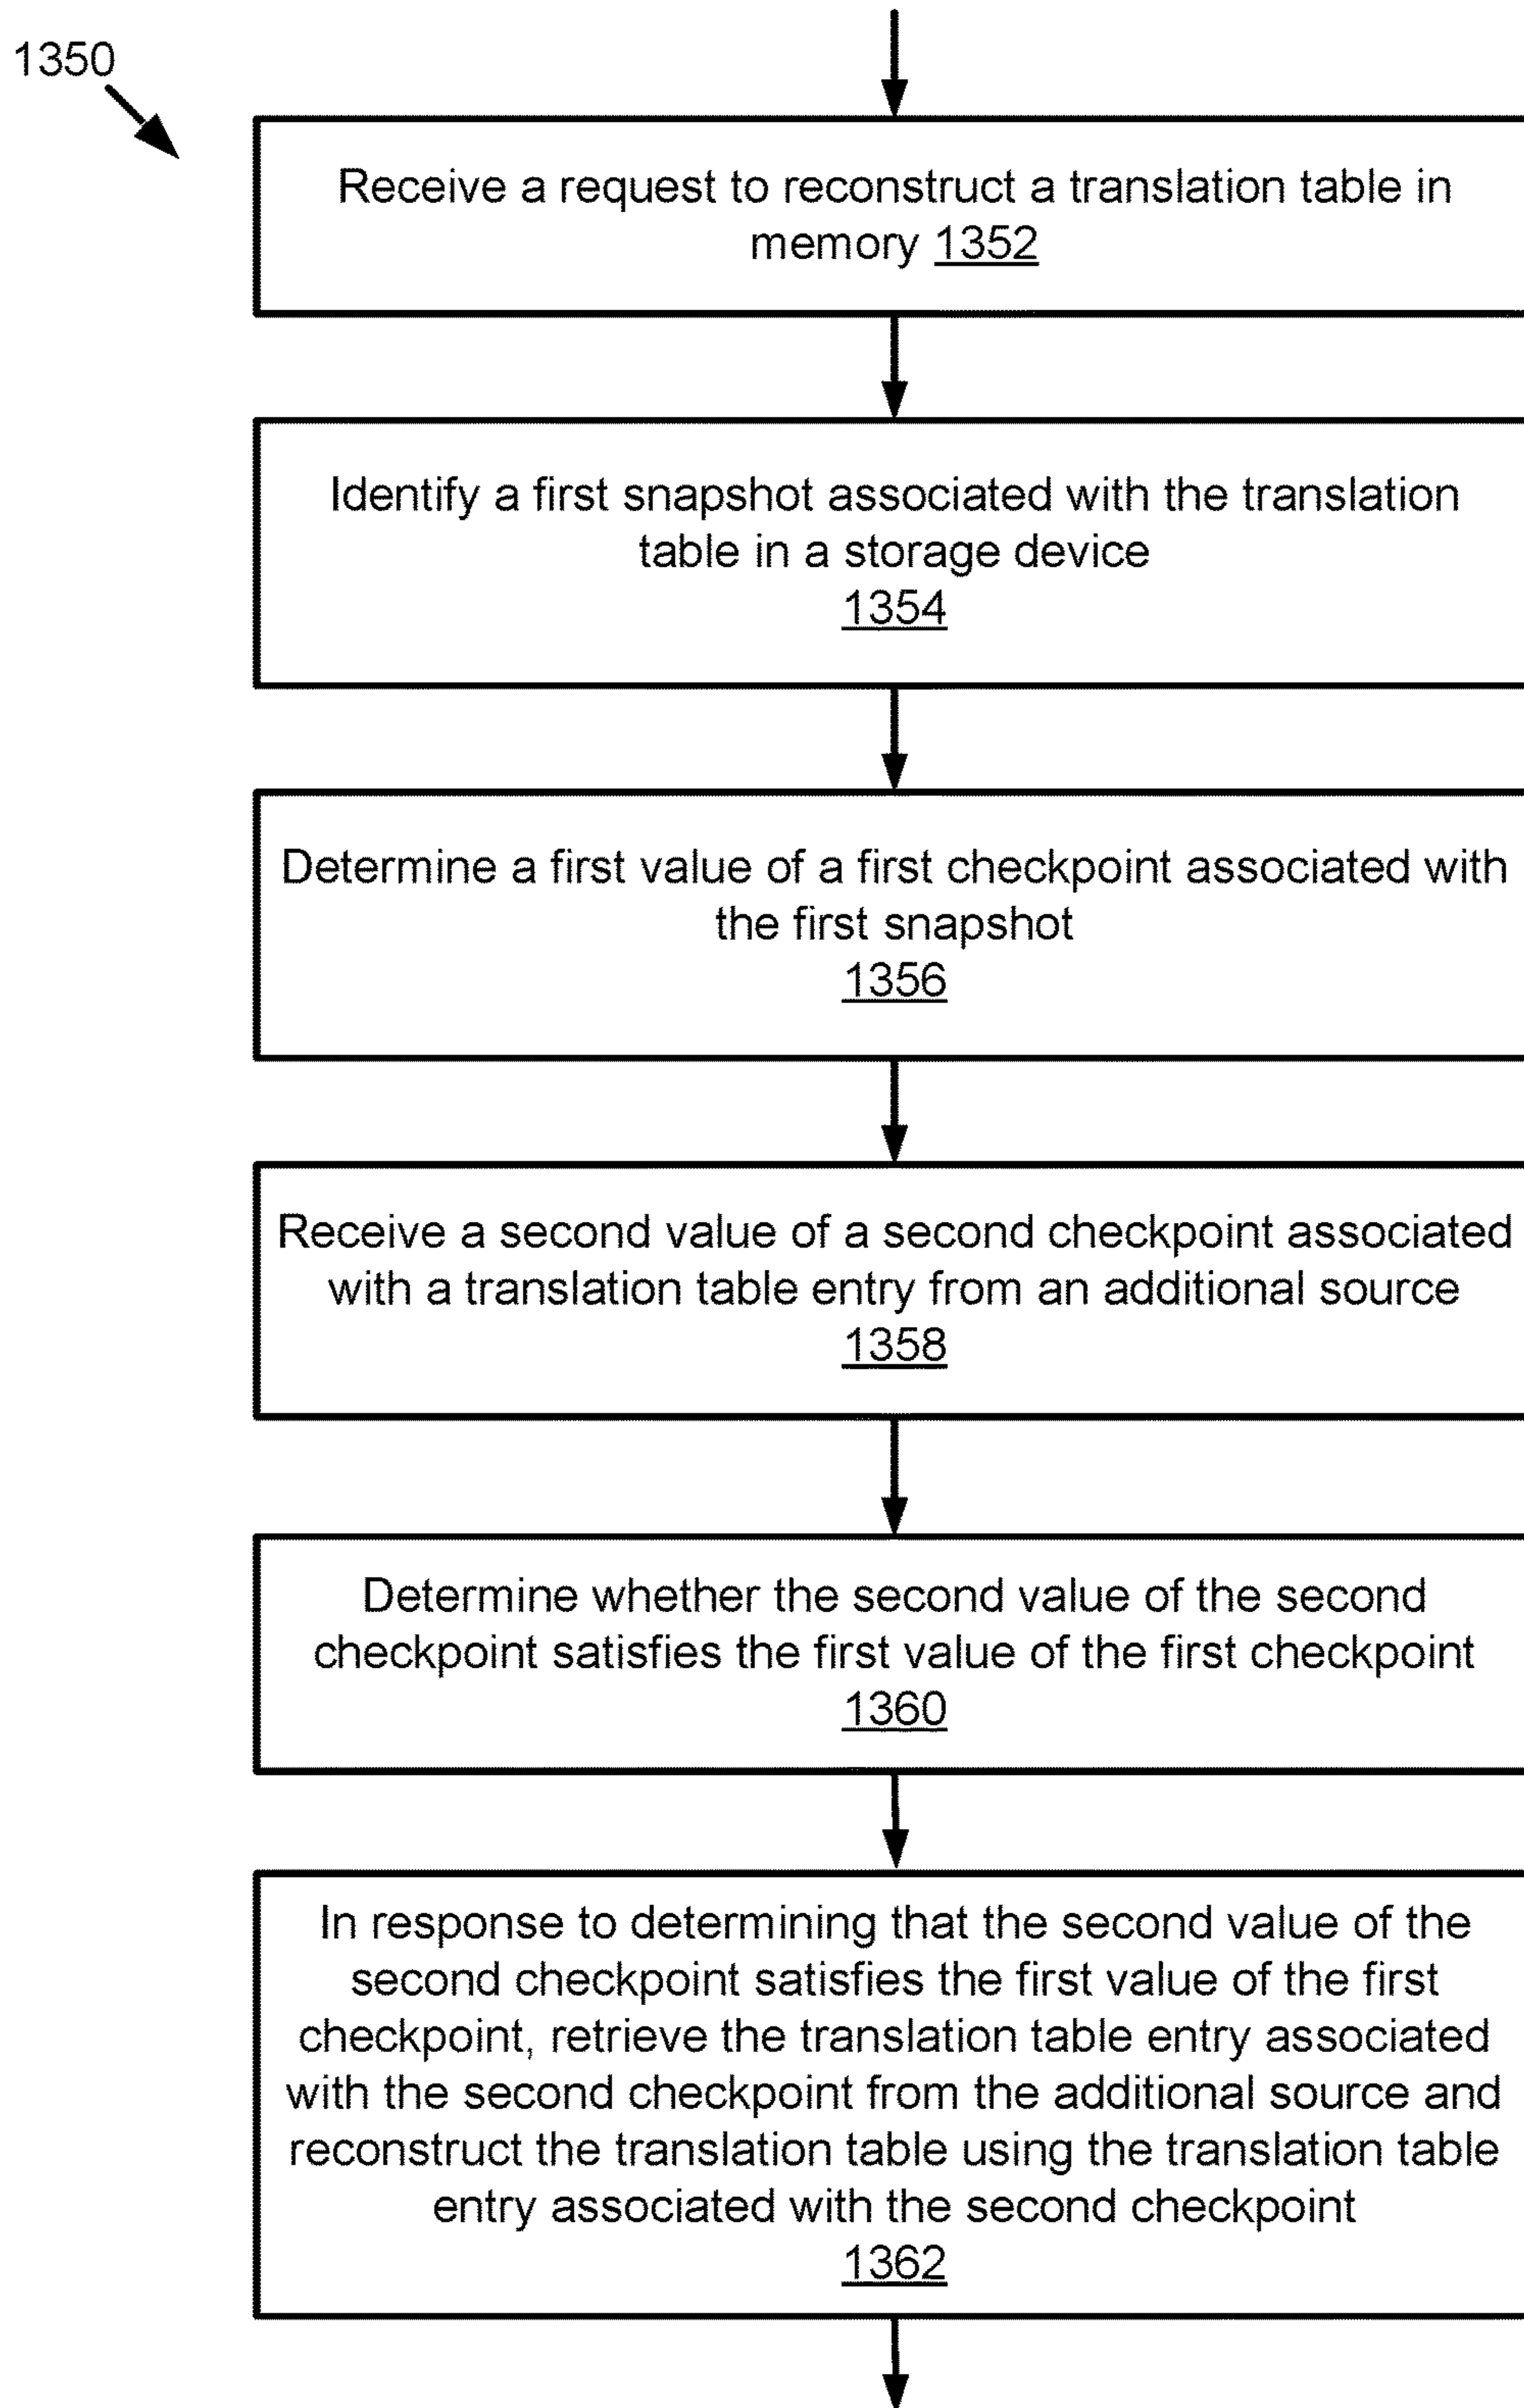 1350
Receive a request to reconstruct a translation table in
memory 1352
Identify a first snapshot associated with the translation
table in a storage device
1354
Determine a first value of a first checkpoint associated with
the first snapshot
1356
Receive a second value of a second checkpoint associated
with a translation table entry from an additional source
1358
Determine whether the second value of the second
checkpoint satisfies the first value of the first checkpoint
1360
In response to determining that the second value of the
second checkpoint satisfies the first value of the first
checkpoint, retrieve the translation table entry associated
with the second checkpoint from the additional source and
reconstruct the translation table using the translation table
entry associated with the second checkpoint
1362